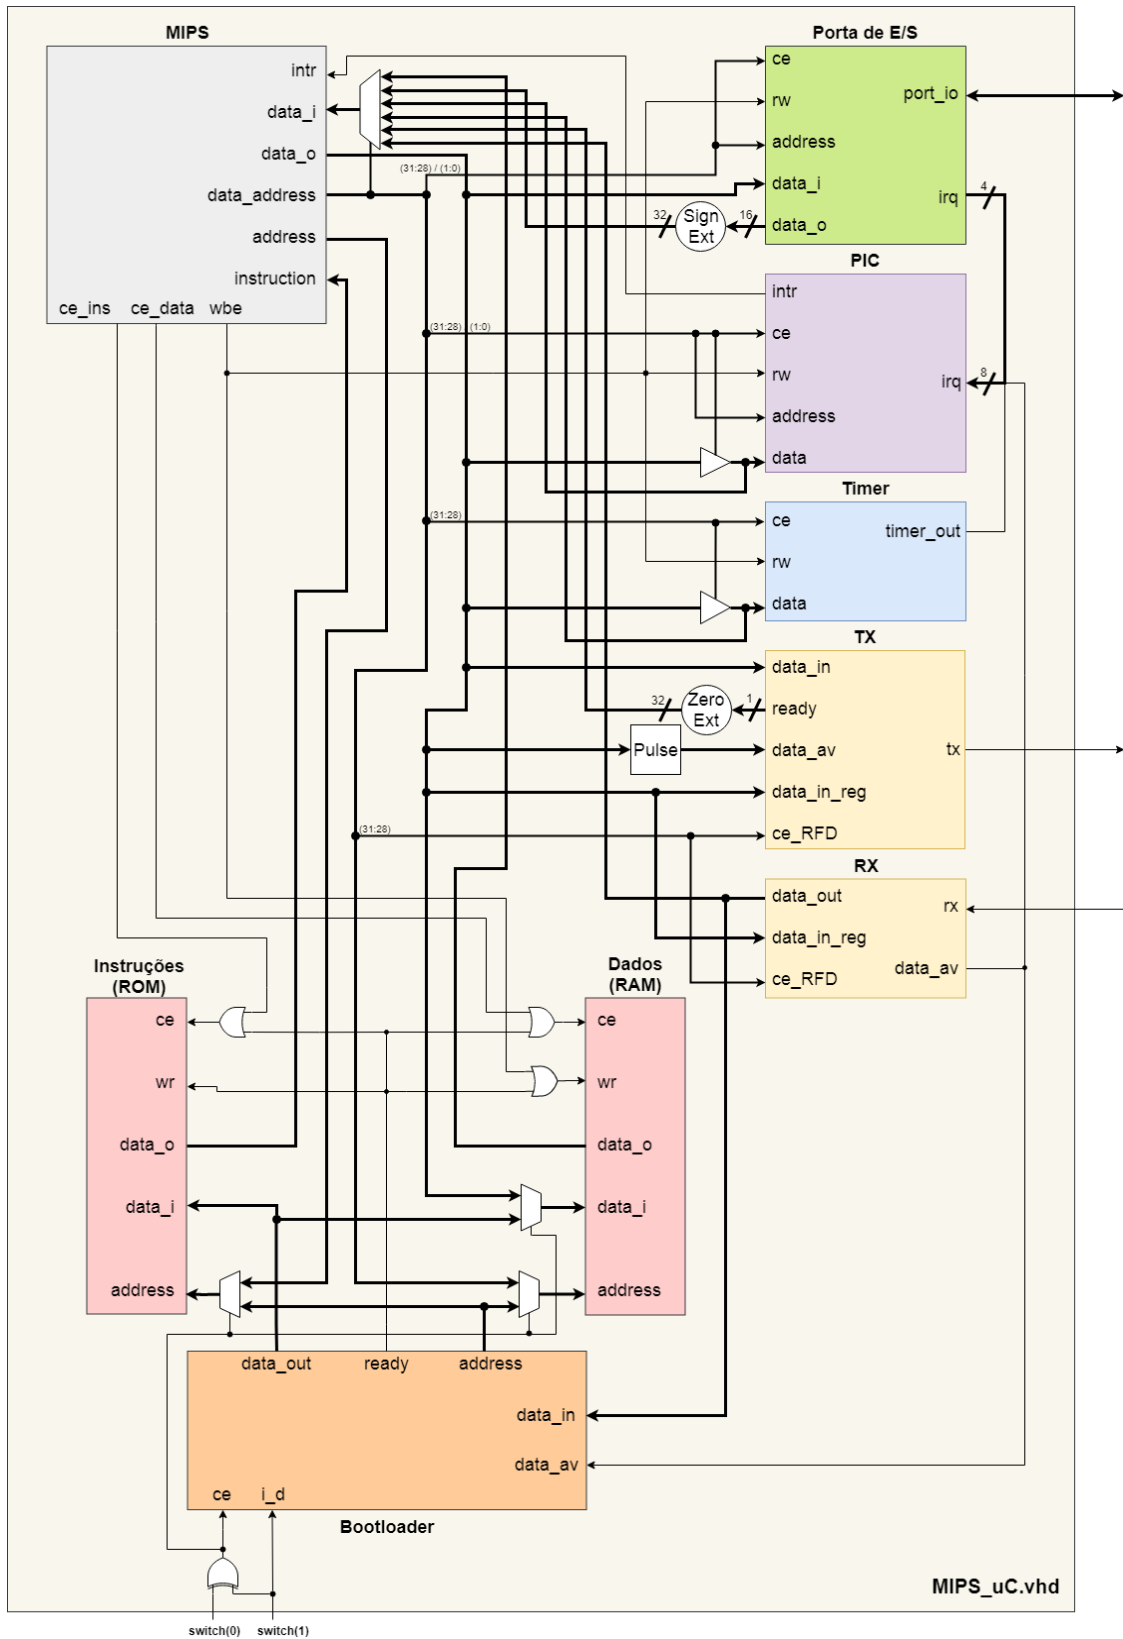 MIPS
intr
data_i
data_o
data_address
address
instruction
ce_ins
ce_data
wbe
(31:28) / (1:0)
Porta de E/S
ce
rw
address
data_i
data_o
port_io
irq
4
Sign
Ext
32
16
PIC
intr
ce
rw
address
data
irq
8
(31:28)
(1:0)
Timer
ce
rw
data
timer_out
(31:28)
TX
data_in
ready
data_av
data_in_reg
ce_RFD
tx
Zero
Ext
32
1
Pulse
(31:28)
RX
data_out
data_in_reg
ce_RFD
rx
data_av
Instruções
(ROM)
ce
wr
data_o
data_i
address
Dados
(RAM)
ce
wr
data_o
data_i
address
data_out
ready
address
data_in
data_av
ce
i_d
Bootloader
MIPS_uC.vhd
switch(0)
switch(1)